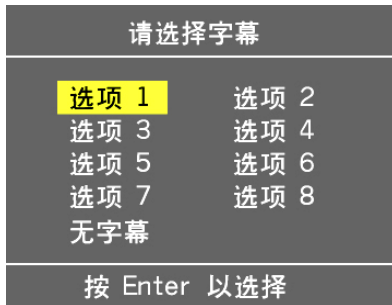 请选择字幕
选项 1 选项 2
选项 3 选项 4
选项 5 选项 6
选项 7 选项 8
无字幕
按 Enter 以选择